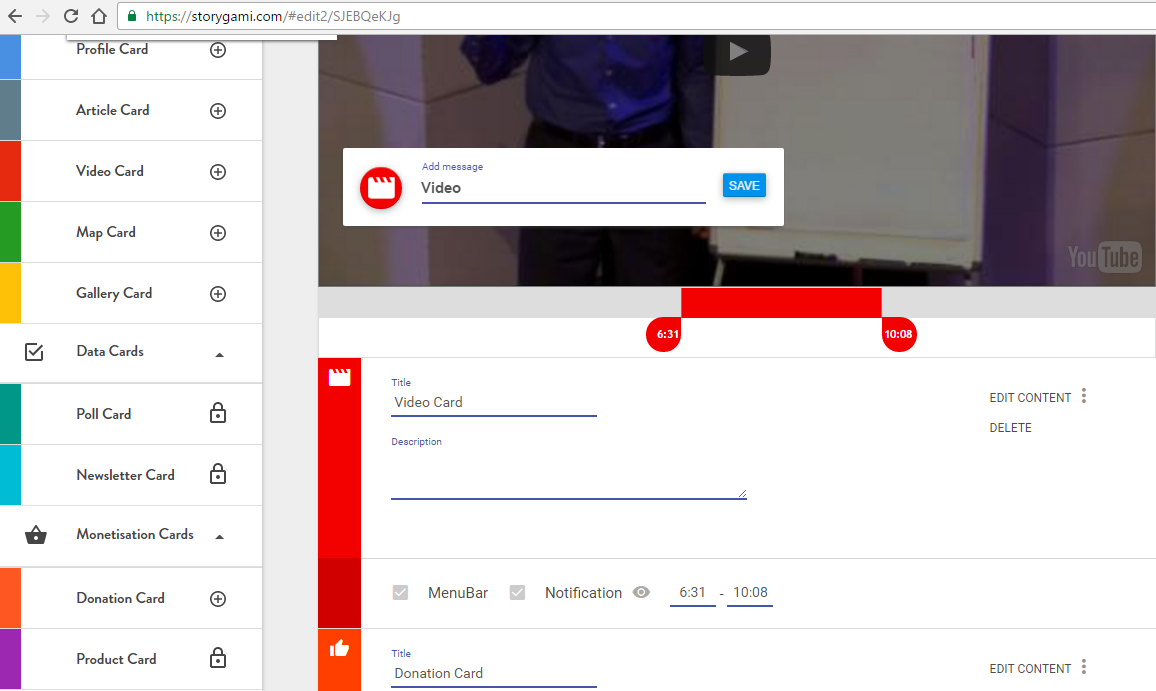 https://storygami.com/#edit2/SJEBQeKJg
Profile Card
Article Card
Video Card
Map Card
Gallery Card
Data Cards
Poll Card
Newsletter Card
Monetisation Cards
Donation Card
Product Card
Add message
Video
SAVE
YouTube
6:31
10:08
Title
Video Card
EDIT CONTENT
DELETE
Description
MenuBar Notification 6:31 - 10:08
Title
Donation Card
EDIT CONTENT